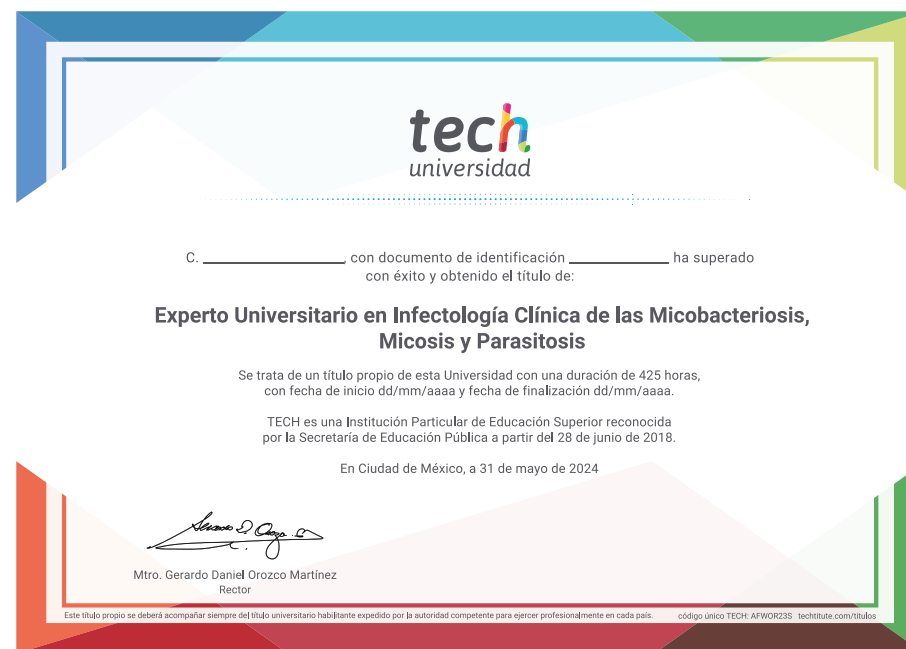 tech
universidad
C. ____________, con documento de identificación ____________ ha superado
con éxito y obtenido el título de:
Experto Universitario en Infectología Clínica de las Micobacteriosis,
Micosis y Parasitosis
Se trata de un título propio de esta Universidad con una duración de 425 horas,
con fecha de inicio dd/mm/aaaa y fecha de finalización dd/mm/aaaa.
TECH es una Institución Particular de Educación Superior reconocida
por la Secretaría de Educación Pública a partir del 28 de junio de 2018.
En Ciudad de México, a 31 de mayo de 2024
Mtro. Gerardo Daniel Orozco Martínez
Rector
Este título propio se deberá acompañar siempre del título universitario habilitante expedido por la autoridad competente para ejercer profesionalmente en cada país.
código único TECH: AFWOR23S techtitute.com/titulos